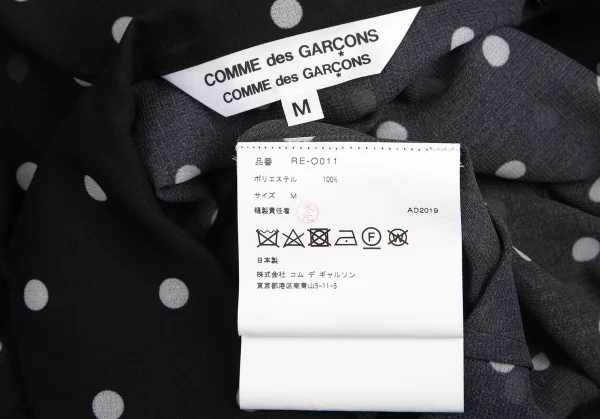 COMME des GARÇONS
COMME des GARÇONS
M
品番 RE-O011
ポリエステル 100%
サイズ M
縫製責任者
AD2019
F
W
日本製
株式会社 コム デ ギャルソン
東京都港区南青山5-11-5